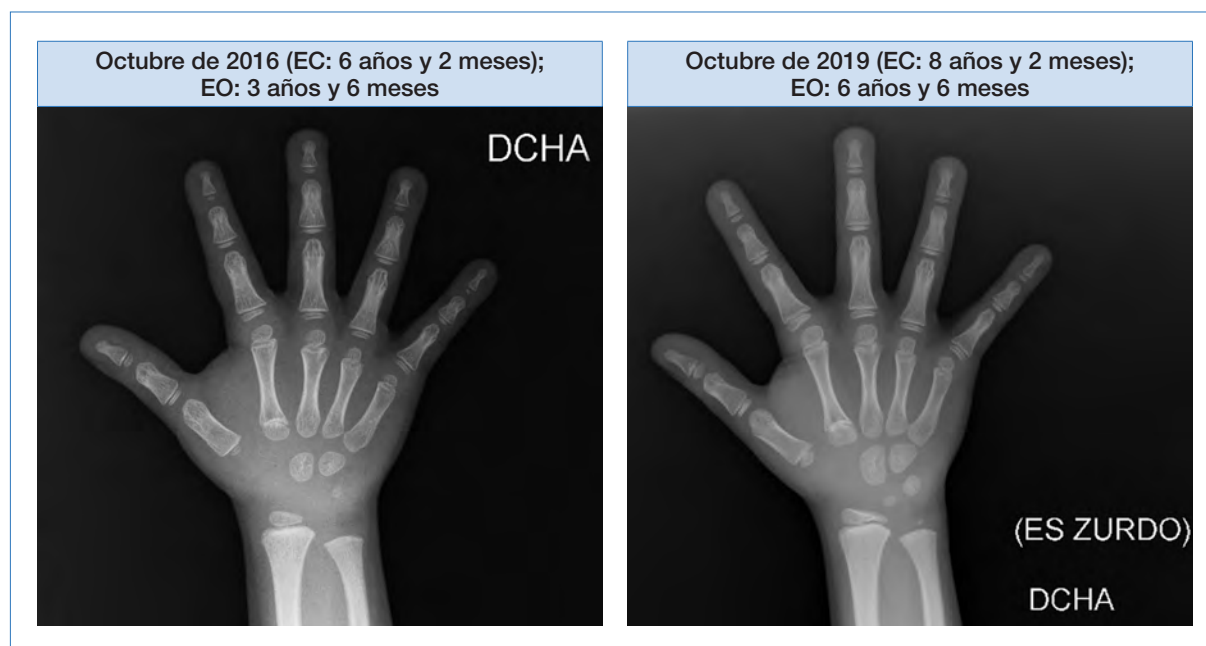 Octubre de 2016 (EC: 6 años y 2 meses);
EO: 3 años y 6 meses
DCHA
Octubre de 2019 (EC: 8 años y 2 meses);
EO: 6 años y 6 meses
(ES ZURDO)
DCHA